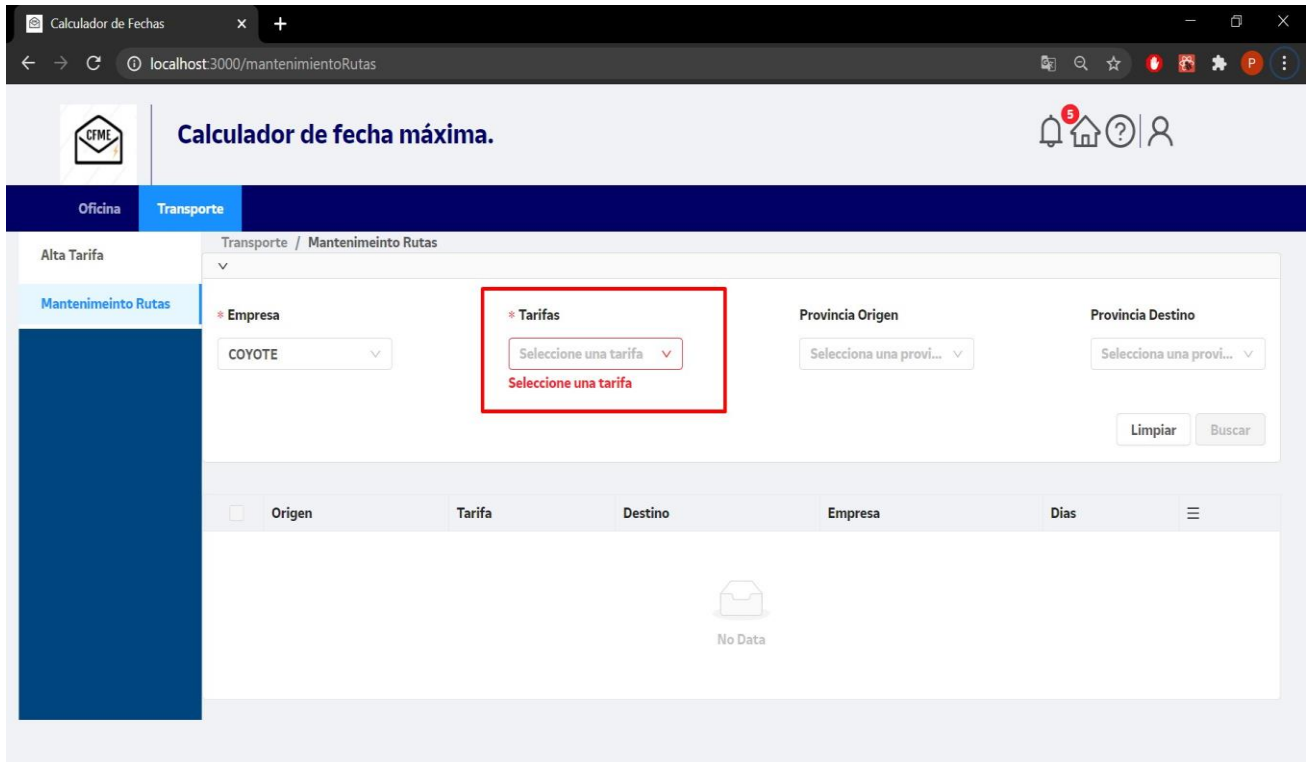 Calculador de Fechas
localhost:3000/mantenimientoRutas
P
CFME
Calculador de fecha máxima.
5
Oficina Transporte
Alta Tarifa
Mantenimeinto Rutas
Transporte / Mantenimeinto Rutas
* Empresa * Tarifas Provincia Origen Provincia Destino
COYOTE Seleccione una tarifa Selecciona una provi... Selecciona una provi...
Seleccione una tarifa
Limpiar Buscar
Origen Tarifa Destino Empresa Dias
No Data